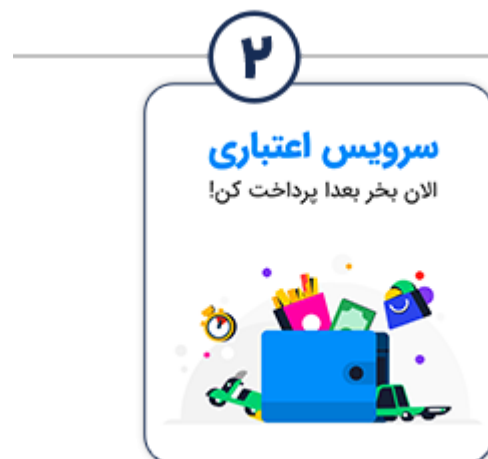 ۲
سرویس اعتباری
الان بخر بعدا پرداخت کن!